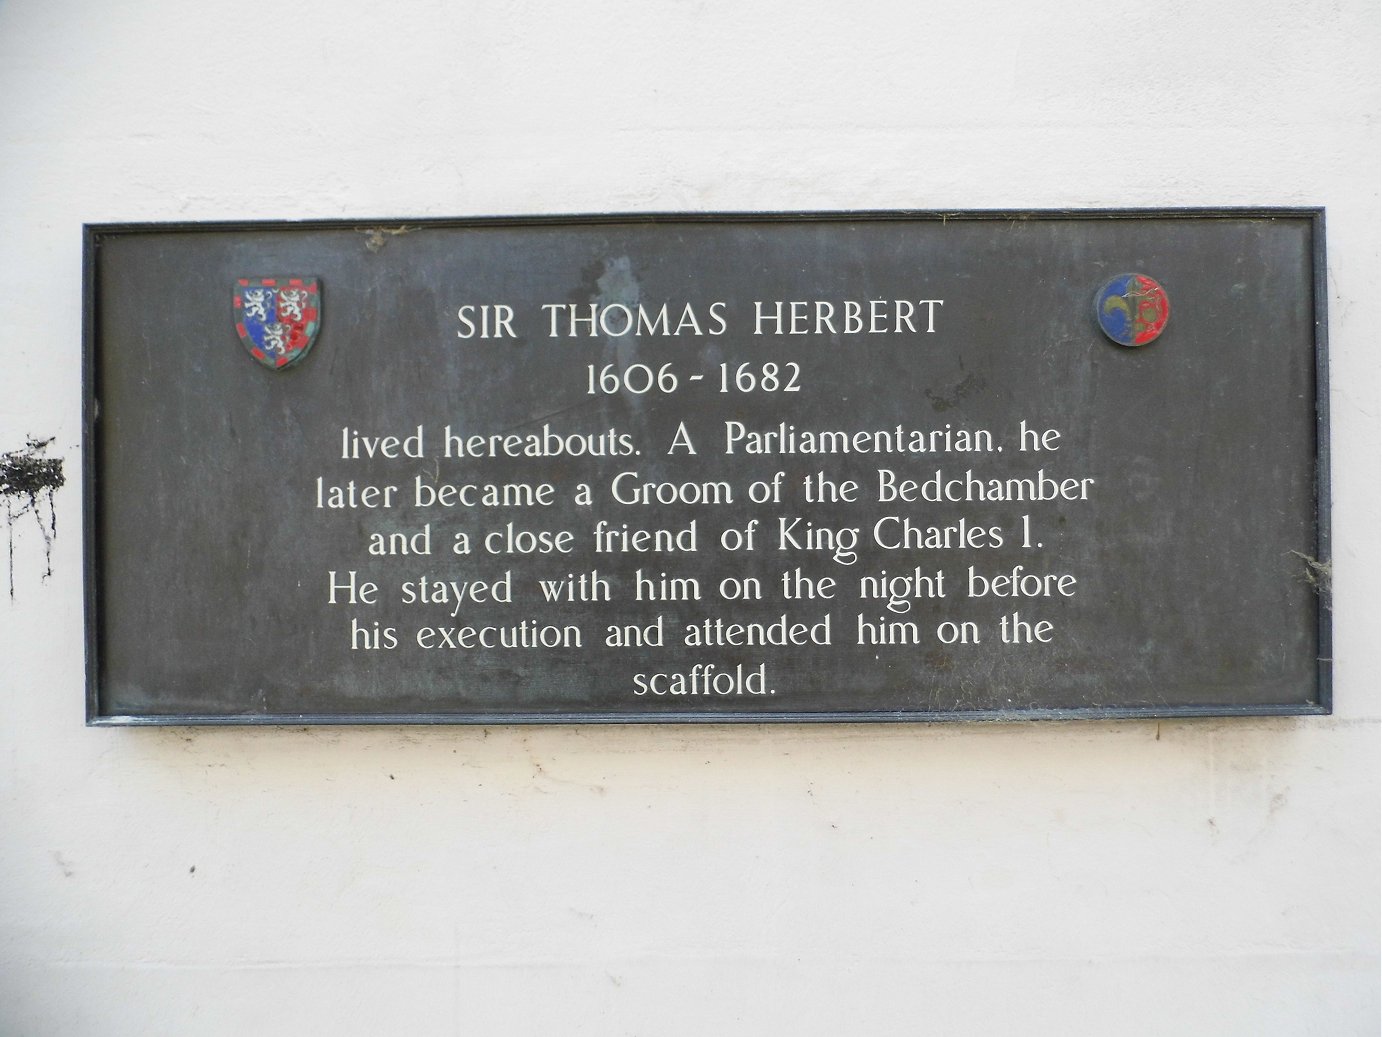 SIR THOMAS HERBERT
1606 - 1682
lived hereabouts. A Parliamentarian, he
later became a Groom of the Bedchamber
and a close friend of King Charles I.
He stayed with him on the night before
his execution and attended him on the
scaffold.